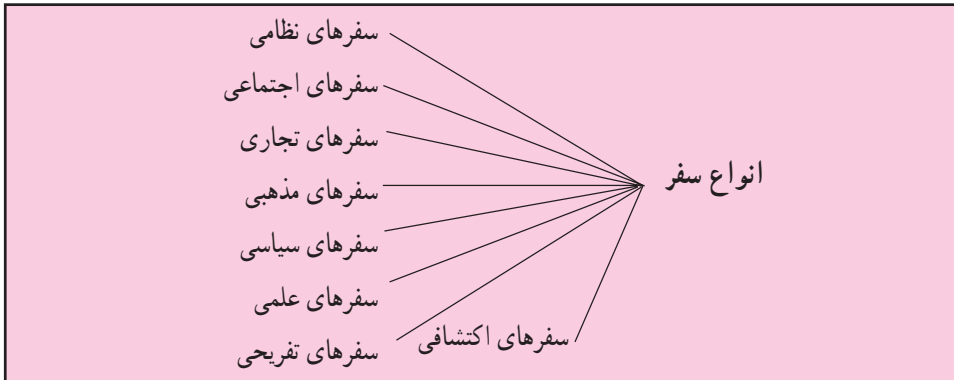 انواع سفر
سفرهای نظامی
سفرهای اجتماعی
سفرهای تجاری
سفرهای مذهبی
سفرهای سیاسی
سفرهای علمی
سفرهای تفریحی
سفرهای اکتشافی